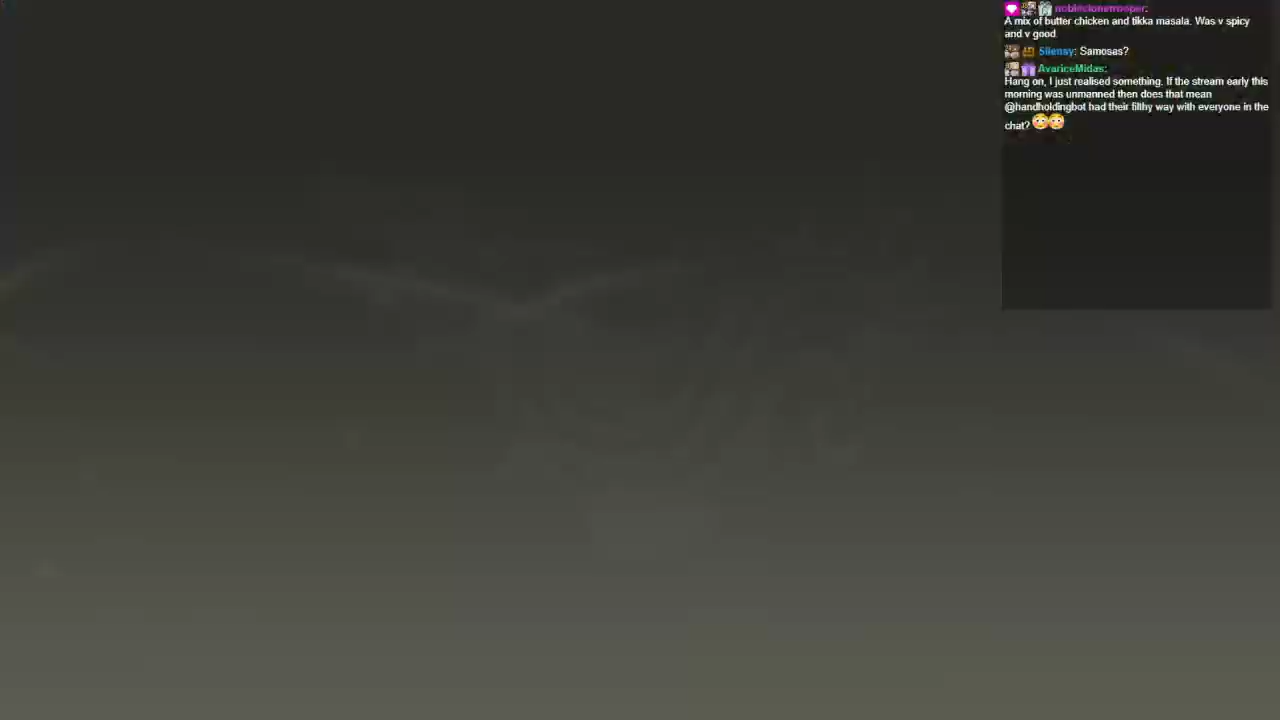 nobleclonetrooper:
A mix of butter chicken and tikka masala. Was v spicy
and v good
Silensy: Samosas?
AvariceMidas:
Hang on, I just realised something. If the stream early this
morning was unmanned then does that mean
@handholdingbot had their filthy way with everyone in the
chat?